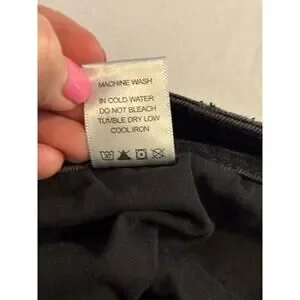 MACHINE WASH
IN COLD WATER
DO NOT BLEACH
TUMBLE DRY LOW
COOL IRON